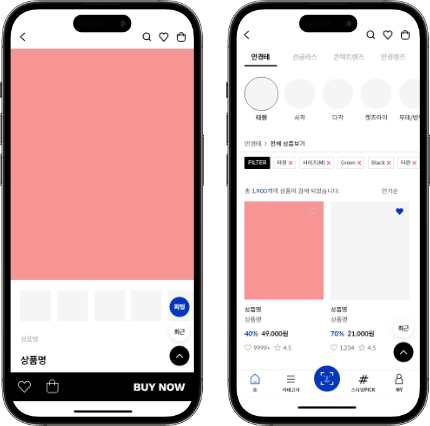 피팅
최근
상품명
상품명
BUY NOW
안경테 선글라스 콘택트렌즈 안경렌즈
타원 사각 다각 캣츠아이
안경테 > 전체 상품보기
FILTER 타원 × 사이즈(M) × Green × Black × 타원 ×
총 1,900개의 상품이 검색 되었습니다. 인기순
상품명 상품명
상품명 상품명
40% 49.000원 70% 21.000원
9999+ 4.5 1,234 4.5
최근
홈 카테고리 스타일PICK MY